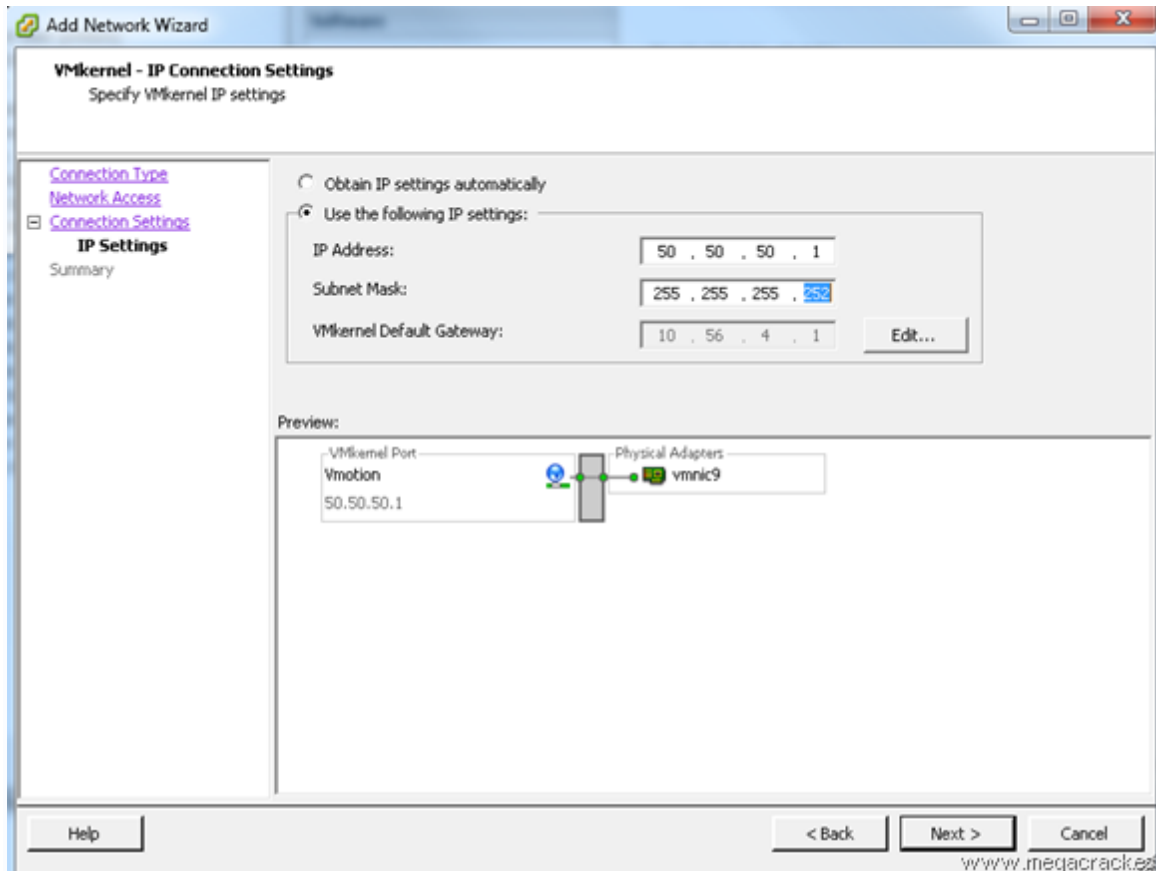 Add Network Wizard
VMkernel - IP Connection Settings
Specify VMkernel IP settings
Connection Type
Network Access
Connection Settings
IP Settings
Summary
Obtain IP settings automatically
Use the following IP settings:
IP Address:
50 . 50 . 50 . 1
Subnet Mask:
255 . 255 . 255 . 252
VMkernel Default Gateway:
10 . 56 . 4 . 1
Edit...
Preview:
VMkernel Port
Vmotion
50.50.50.1
Physical Adapters
vmnic9
Help
< Back
Next >
Cancel
www.megacrack.es